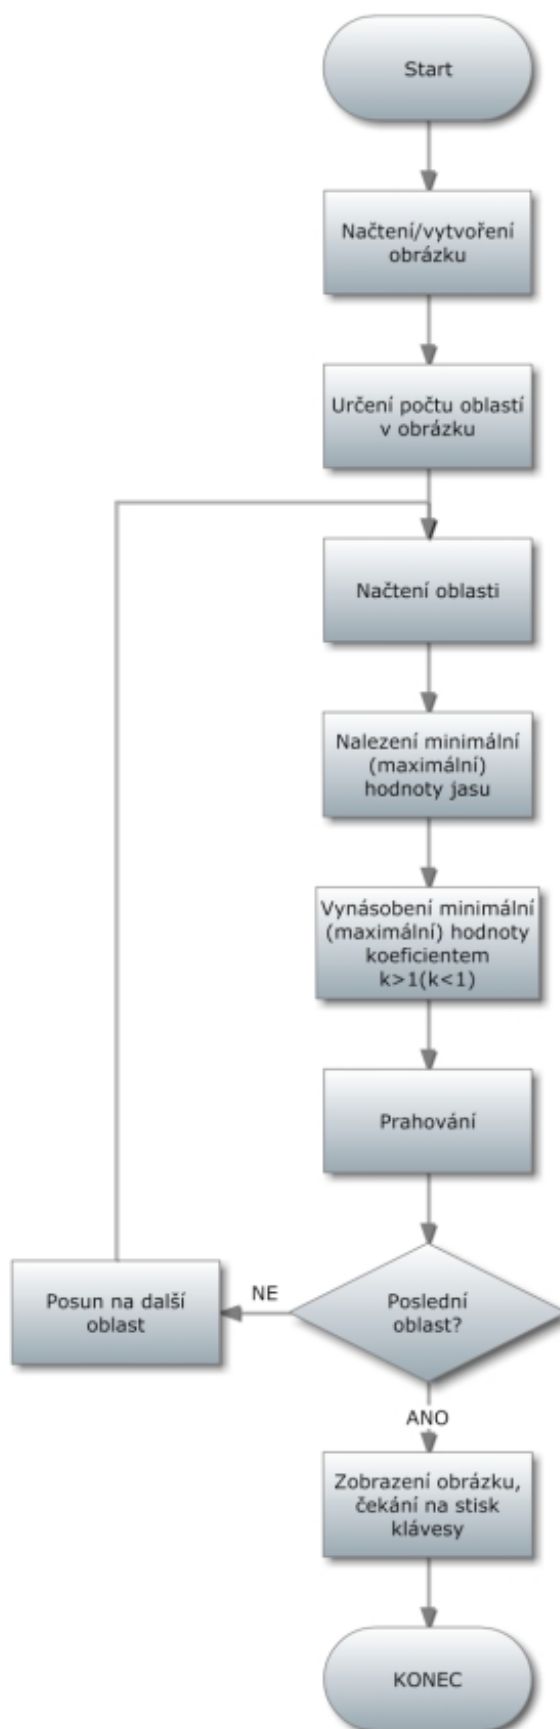 Start
Načtení/vytvoření
obrázku
Určení počtu oblastí
v obrázku
Načtení oblasti
Nalezení minimální
(maximální)
hodnoty jasu
Vynásobení minimální
(maximální) hodnoty
koeficientem
k>1(k<1)
Prahování
Poslední
oblast?
NE
Posun na další
oblast
ANO
Zobrazení obrázku,
čekání na stisk
klávesy
KONEC